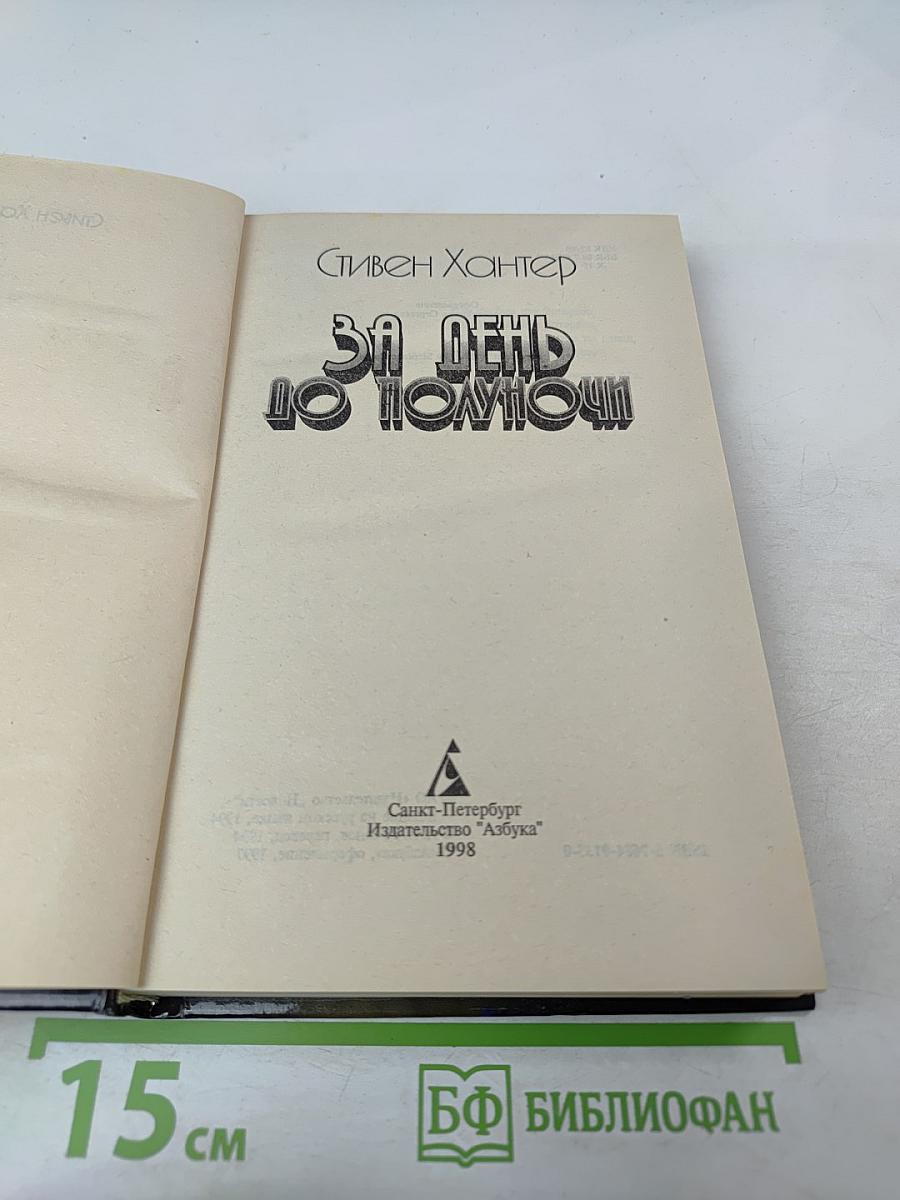 Стивен Хантер
ЗА ДЕНЬ
ДО ПОЛУНОЧИ
Санкт-Петербург
Издательство "Азбука"
1998
15 см
БФ БИБЛИОФАН